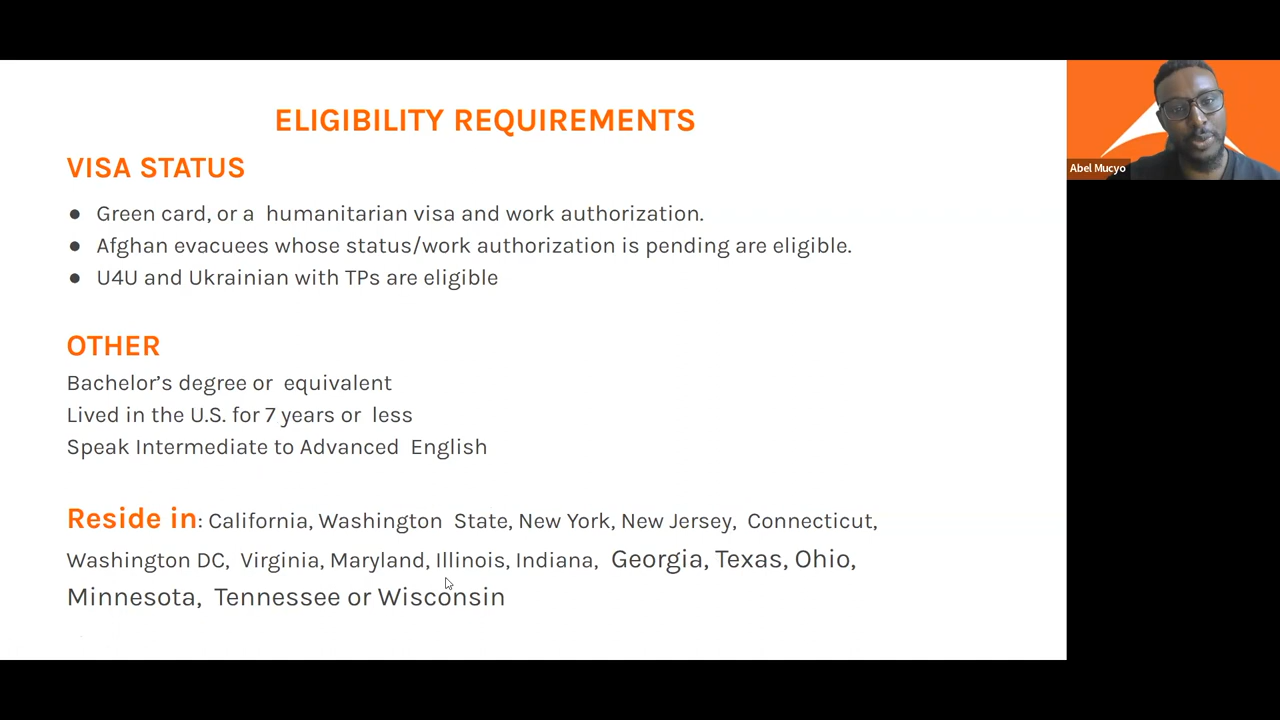 ELIGIBILITY REQUIREMENTS
VISA STATUS
● Green card, or a humanitarian visa and work authorization.
● Afghan evacuees whose status/work authorization is pending are eligible.
● U4U and Ukrainian with TPs are eligible
OTHER
Bachelor’s degree or equivalent
Lived in the U.S. for 7 years or less
Speak Intermediate to Advanced English
Reside in: California, Washington State, New York, New Jersey, Connecticut,
Washington DC, Virginia, Maryland, Illinois, Indiana, Georgia, Texas, Ohio,
Minnesota, Tennessee or Wisconsin
Abel Mucyo